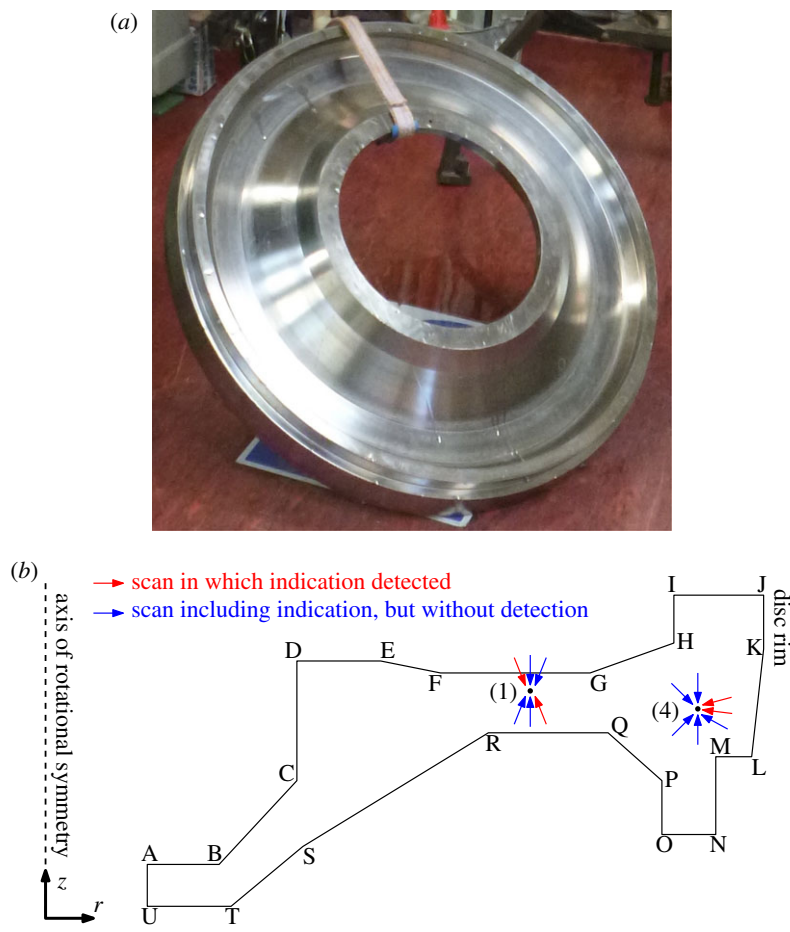 (a)
(b)
scan in which indication detected
scan including indication, but without detection
axis of rotational symmetry
disc rim
I J
H K
D E
F G
(1) (4)
R Q M L
C P
S O N
A B
U T
z
r